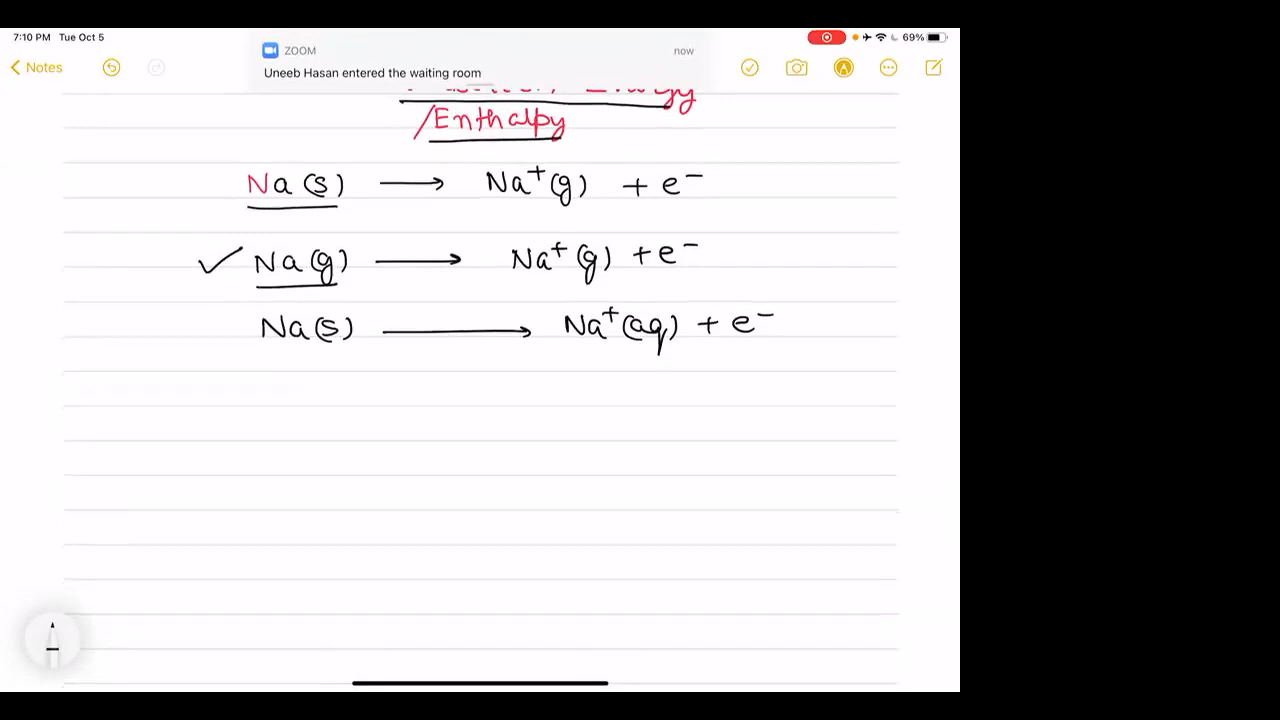 7:10 PM Tue Oct 5
69%
ZOOM
now
Uneeb Hasan entered the waiting room
Notes
Energy
/Enthalpy
Na(s) ⟶ Na⁺(g) + e⁻
✓ Na(g) ⟶ Na⁺(g) + e⁻
Na(s) ⟶ Na⁺(aq) + e⁻